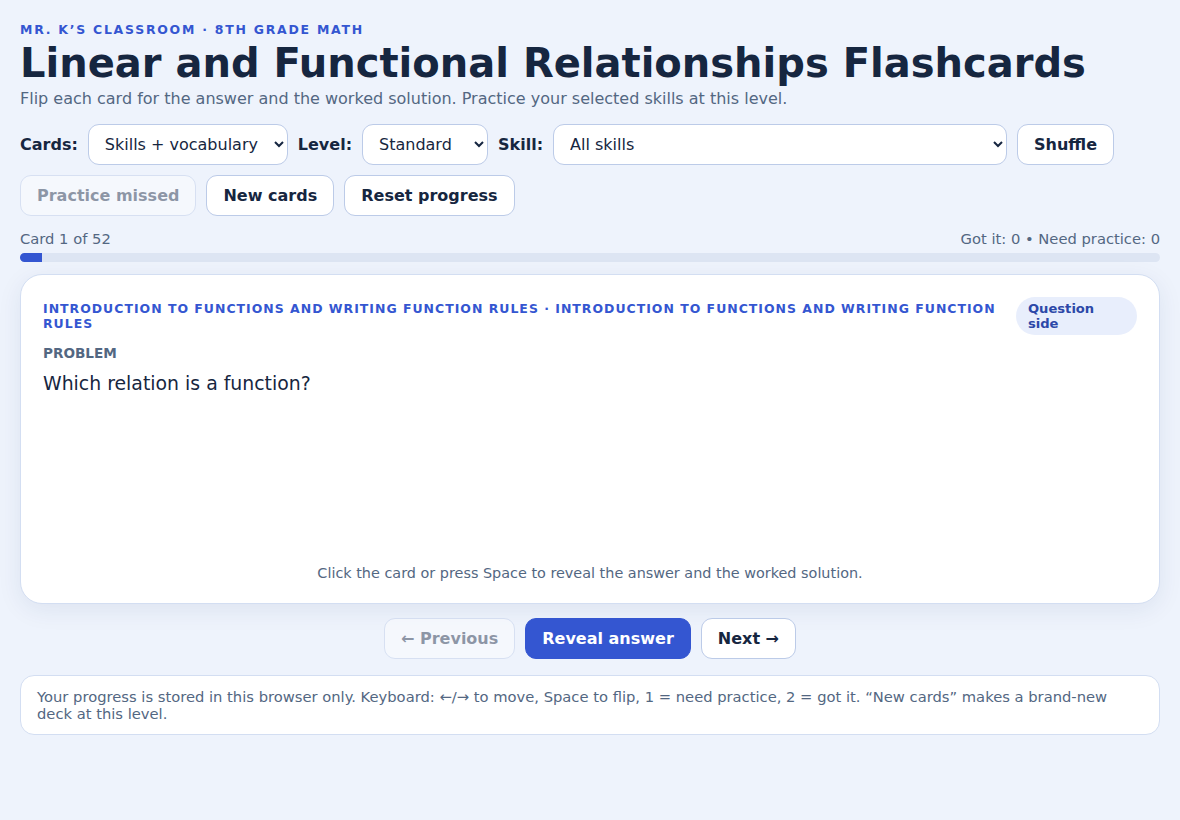 MR. K’S CLASSROOM · 8TH GRADE MATH
Linear and Functional Relationships Flashcards
Flip each card for the answer and the worked solution. Practice your selected skills at this level.
Cards: Skills + vocabulary Level: Standard Skill: All skills Shuffle
Practice missed New cards Reset progress
Card 1 of 52 Got it: 0 • Need practice: 0
INTRODUCTION TO FUNCTIONS AND WRITING FUNCTION RULES · INTRODUCTION TO FUNCTIONS AND WRITING FUNCTION
RULES
Question
side
PROBLEM
Which relation is a function?
Click the card or press Space to reveal the answer and the worked solution.
← Previous Reveal answer Next →
Your progress is stored in this browser only. Keyboard: ←/→ to move, Space to flip, 1 = need practice, 2 = got it. “New cards” makes a brand-new
deck at this level.